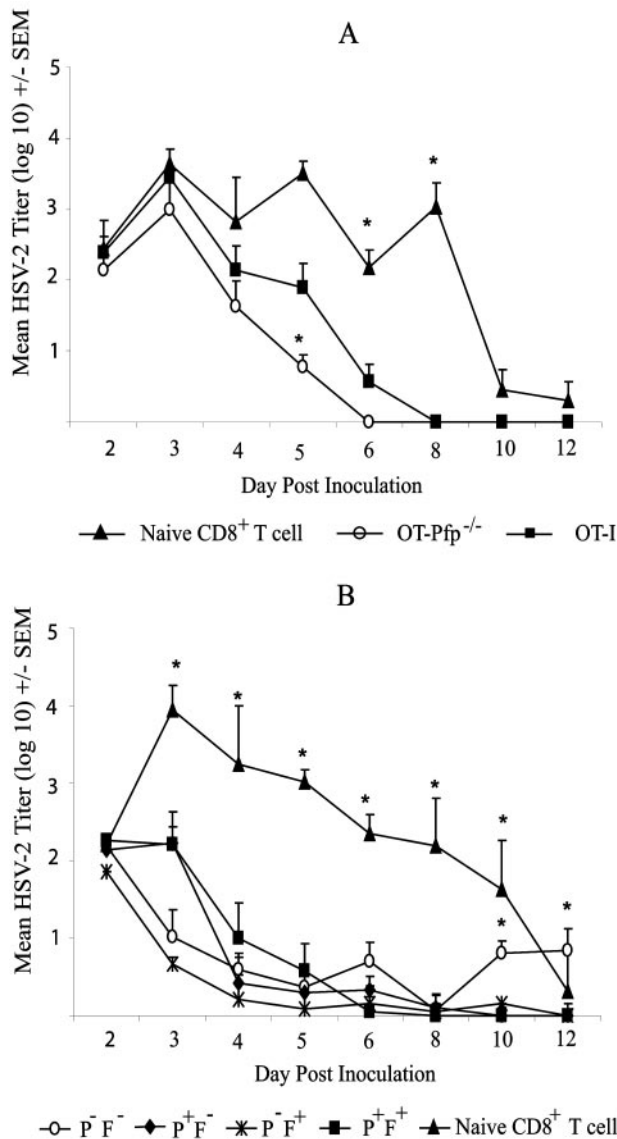 A
Mean HSV-2 Titer (log 10) +/- SEM
5
4
3
2
1
*
*
*
2 3 4 5 6 8 10 12
Day Post Inoculation
Naive CD8+ T cell OT-Pfp-/- OT-I
B
Mean HSV-2 Titer (log 10) +/- SEM
5
4
3
2
1
*
*
*
*
*
*
*
*
2 3 4 5 6 8 10 12
Day Post Inoculation
P- F- P+F- P-F+ P+F+ Naive CD8+ T cell